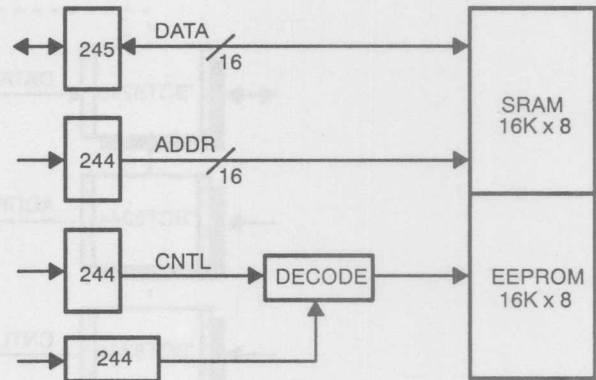 245
DATA
16
SRAM
16K x 8
244
ADDR
16
244
CNTL
DECODE
EEPROM
16K x 8
244